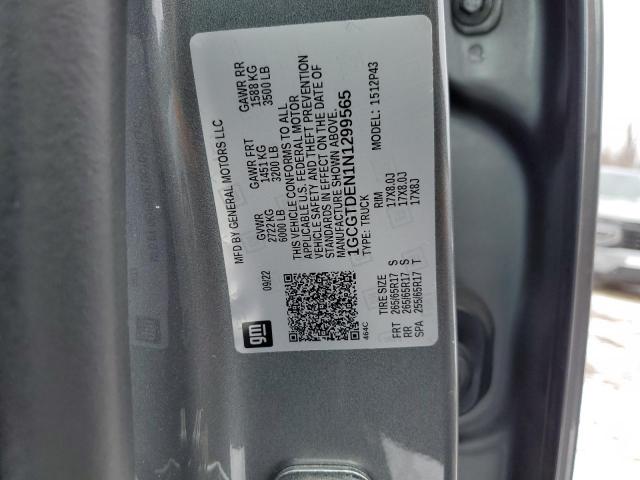 MFD BY GENERAL MOTORS LLC
09/22
GVWR
2722KG
6000 LB
GAWR FRT
1451 KG
3200 LB
GAWR RR
1588 KG
3500 LB
THIS VEHICLE CONFORMS TO ALL
APPLICABLE U.S. FEDERAL MOTOR
VEHICLE SAFETY AND THEFT PREVENTION
STANDARDS IN EFFECT ON THE DATE OF
MANUFACTURE SHOWN ABOVE.
1GCGTDEN1N1299565
TYPE: TRUCK
MODEL: 1512P43
gm
464C
TIRE SIZE RIM
FRT 265/65R17 S 17X8.0J
RR 265/65R17 S 17X8.0J
SPA 255/65R17 T 17X8J